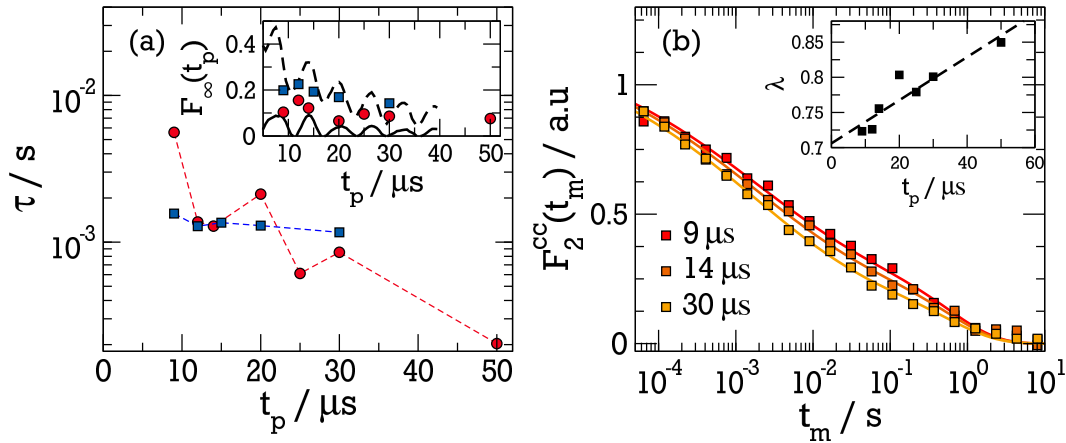 (a)
τ / s
10^-2
10^-3
0 10 20 30 40 50
t_p / μs
F_∞(t_p)
0.4
0.2
0
10 20 30 40 50
t_p / μs
(b)
F_2^cc(t_m) / a.u
1
0.5
0
10^-4 10^-3 10^-2 10^-1 10^0 10^1
t_m / s
9 μs
14 μs
30 μs
λ
0.85
0.8
0.75
0.7
0 20 40 60
t_p / μs